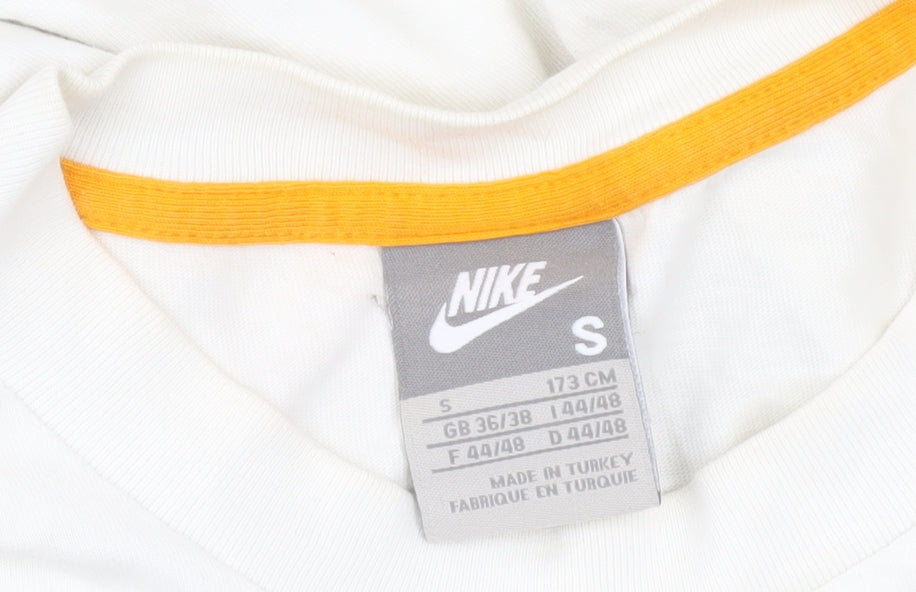 NIKE
S
S 173 CM
GB 36/38 I 44/48
F 44/48 D 44/48
MADE IN TURKEY
FABRIQUE EN TURQUIE